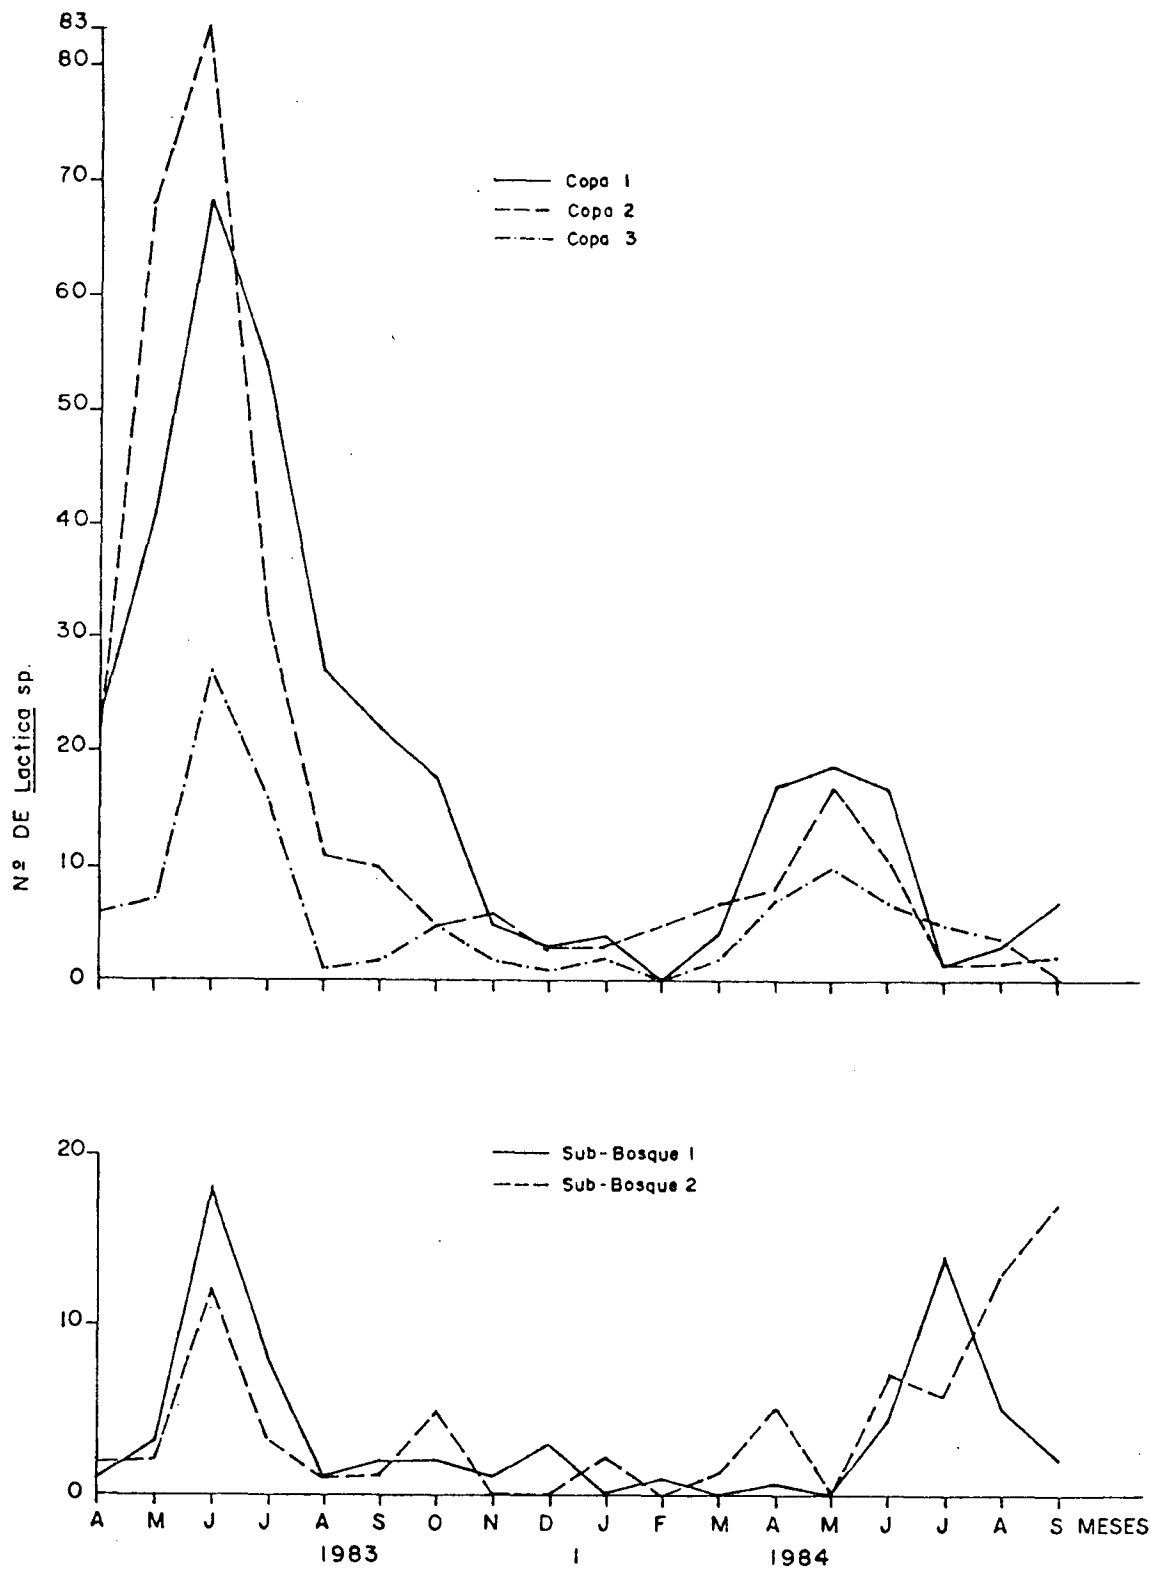 83
80
70
60
50
40
30
20
10
0
Nº DE Lactica sp.
Copa 1
Copa 2
Copa 3
20
10
0
Sub-Bosque 1
Sub-Bosque 2
A M J J A S O N D J F M A M J J A S MESES
1983 | 1984